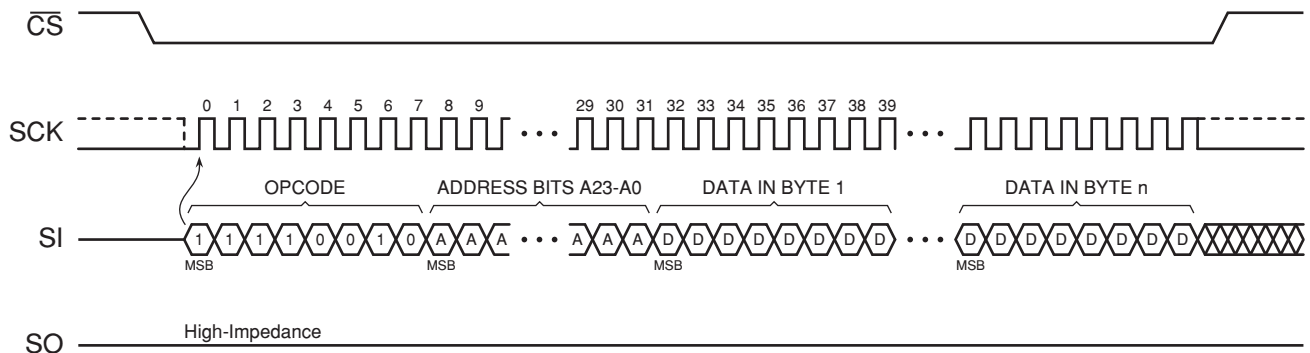 CS
0 1 2 3 4 5 6 7 8 9 29 30 31 32 33 34 35 36 37 38 39
SCK
OPCODE ADDRESS BITS A23-A0 DATA IN BYTE 1 DATA IN BYTE n
SI 1 1 1 1 0 0 1 0 A A A A A A D D D D D D D D D D D D D D D D
MSB MSB MSB MSB
High-Impedance
SO